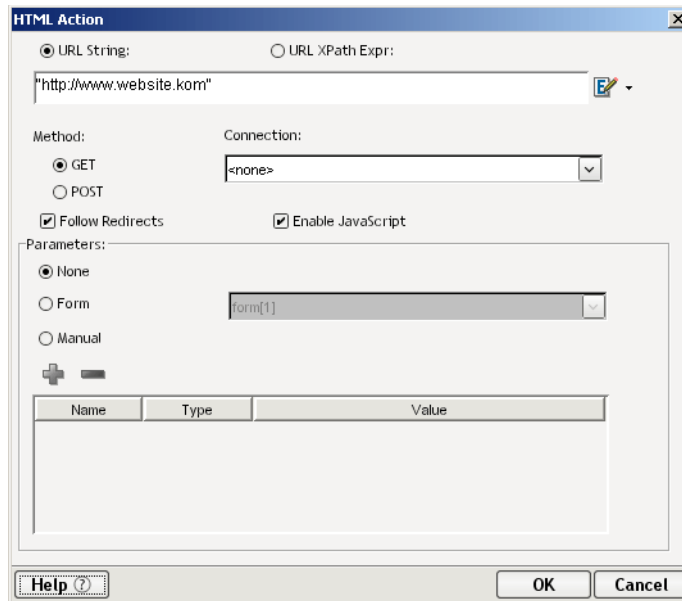 HTML Action
URL String: URL XPath Expr:
"http://www.website.kom"
Method: Connection:
GET <none>
POST
Follow Redirects Enable JavaScript
Parameters:
None
Form form[1]
Manual
Name Type Value
Help ? OK Cancel